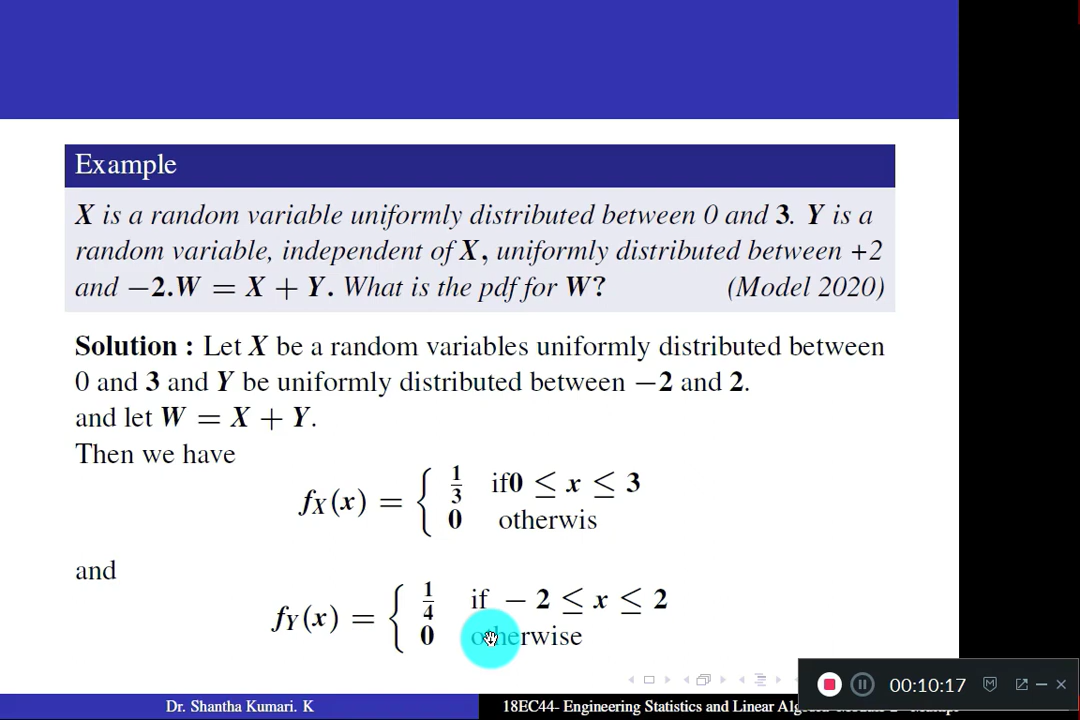 Example
X is a random variable uniformly distributed between 0 and 3. Y is a
random variable, independent of X, uniformly distributed between +2
and −2.W = X + Y. What is the pdf for W? (Model 2020)
Solution : Let X be a random variables uniformly distributed between
0 and 3 and Y be uniformly distributed between −2 and 2.
and let W = X + Y.
Then we have
fX(x) = { 1/3 if0 ≤ x ≤ 3
0 otherwis
and
fY(x) = { 1/4 if − 2 ≤ x ≤ 2
0 otherwise
00:10:17
Dr. Shantha Kumari. K 18EC44- Engineering Statistics and Linear